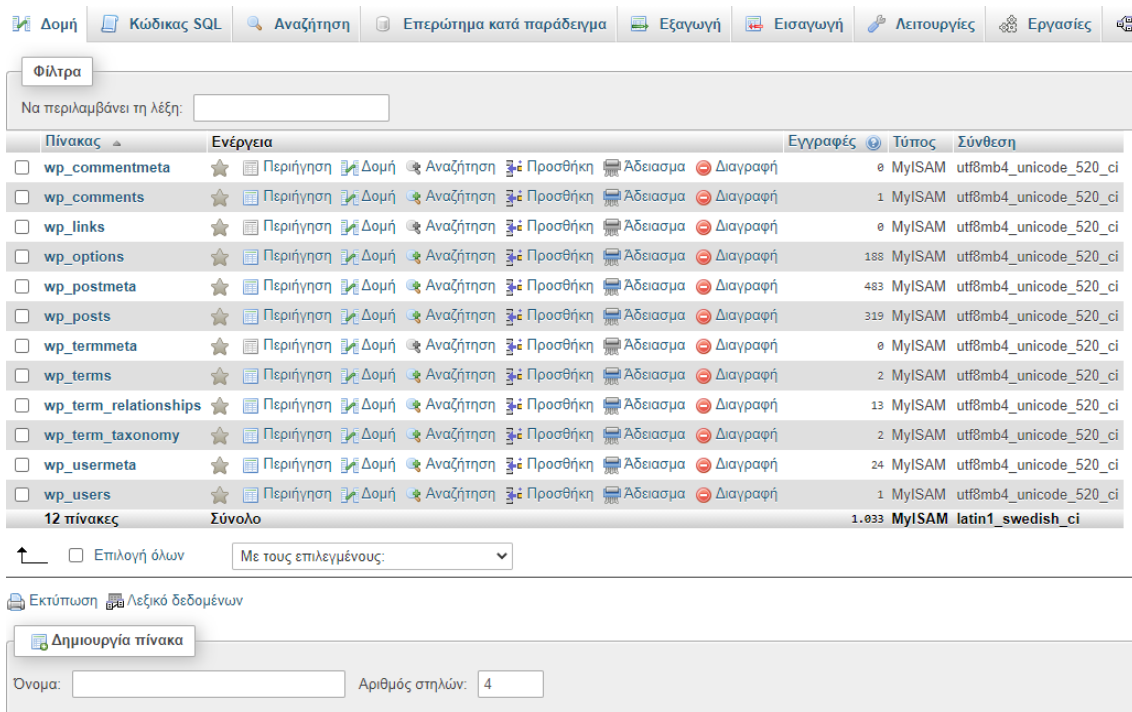 Δομή Κώδικας SQL Αναζήτηση Επερώτημα κατά παράδειγμα Εξαγωγή Εισαγωγή Λειτουργίες Εργασίες
Φίλτρα
Να περιλαμβάνει τη λέξη:
Πίνακας Ενέργεια Εγγραφές Τύπος Σύνθεση
wp_commentmeta Περιήγηση Δομή Αναζήτηση Προσθήκη Άδειασμα Διαγραφή 0 MyISAM utf8mb4_unicode_520_ci
wp_comments Περιήγηση Δομή Αναζήτηση Προσθήκη Άδειασμα Διαγραφή 1 MyISAM utf8mb4_unicode_520_ci
wp_links Περιήγηση Δομή Αναζήτηση Προσθήκη Άδειασμα Διαγραφή 0 MyISAM utf8mb4_unicode_520_ci
wp_options Περιήγηση Δομή Αναζήτηση Προσθήκη Άδειασμα Διαγραφή 188 MyISAM utf8mb4_unicode_520_ci
wp_postmeta Περιήγηση Δομή Αναζήτηση Προσθήκη Άδειασμα Διαγραφή 483 MyISAM utf8mb4_unicode_520_ci
wp_posts Περιήγηση Δομή Αναζήτηση Προσθήκη Άδειασμα Διαγραφή 319 MyISAM utf8mb4_unicode_520_ci
wp_termmeta Περιήγηση Δομή Αναζήτηση Προσθήκη Άδειασμα Διαγραφή 0 MyISAM utf8mb4_unicode_520_ci
wp_terms Περιήγηση Δομή Αναζήτηση Προσθήκη Άδειασμα Διαγραφή 2 MyISAM utf8mb4_unicode_520_ci
wp_term_relationships Περιήγηση Δομή Αναζήτηση Προσθήκη Άδειασμα Διαγραφή 13 MyISAM utf8mb4_unicode_520_ci
wp_term_taxonomy Περιήγηση Δομή Αναζήτηση Προσθήκη Άδειασμα Διαγραφή 2 MyISAM utf8mb4_unicode_520_ci
wp_usermeta Περιήγηση Δομή Αναζήτηση Προσθήκη Άδειασμα Διαγραφή 24 MyISAM utf8mb4_unicode_520_ci
wp_users Περιήγηση Δομή Αναζήτηση Προσθήκη Άδειασμα Διαγραφή 1 MyISAM utf8mb4_unicode_520_ci
12 πίνακες Σύνολο 1.033 MyISAM latin1_swedish_ci
Επιλογή όλων Με τους επιλεγμένους:
Εκτύπωση Λεξικό δεδομένων
Δημιουργία πίνακα
Όνομα: Αριθμός στηλών: 4